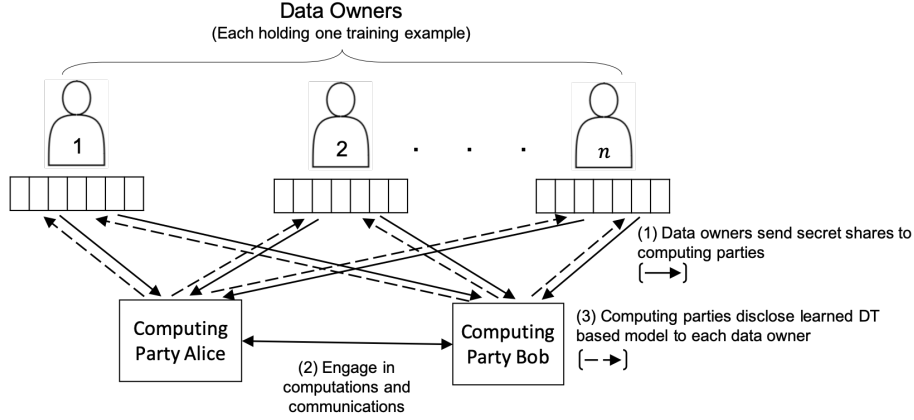 Data Owners
(Each holding one training example)
1
2
. . .
n
(1) Data owners send secret shares to
computing parties
(3) Computing parties disclose learned DT
based model to each data owner
Computing
Party Alice
Computing
Party Bob
(2) Engage in
computations and
communications